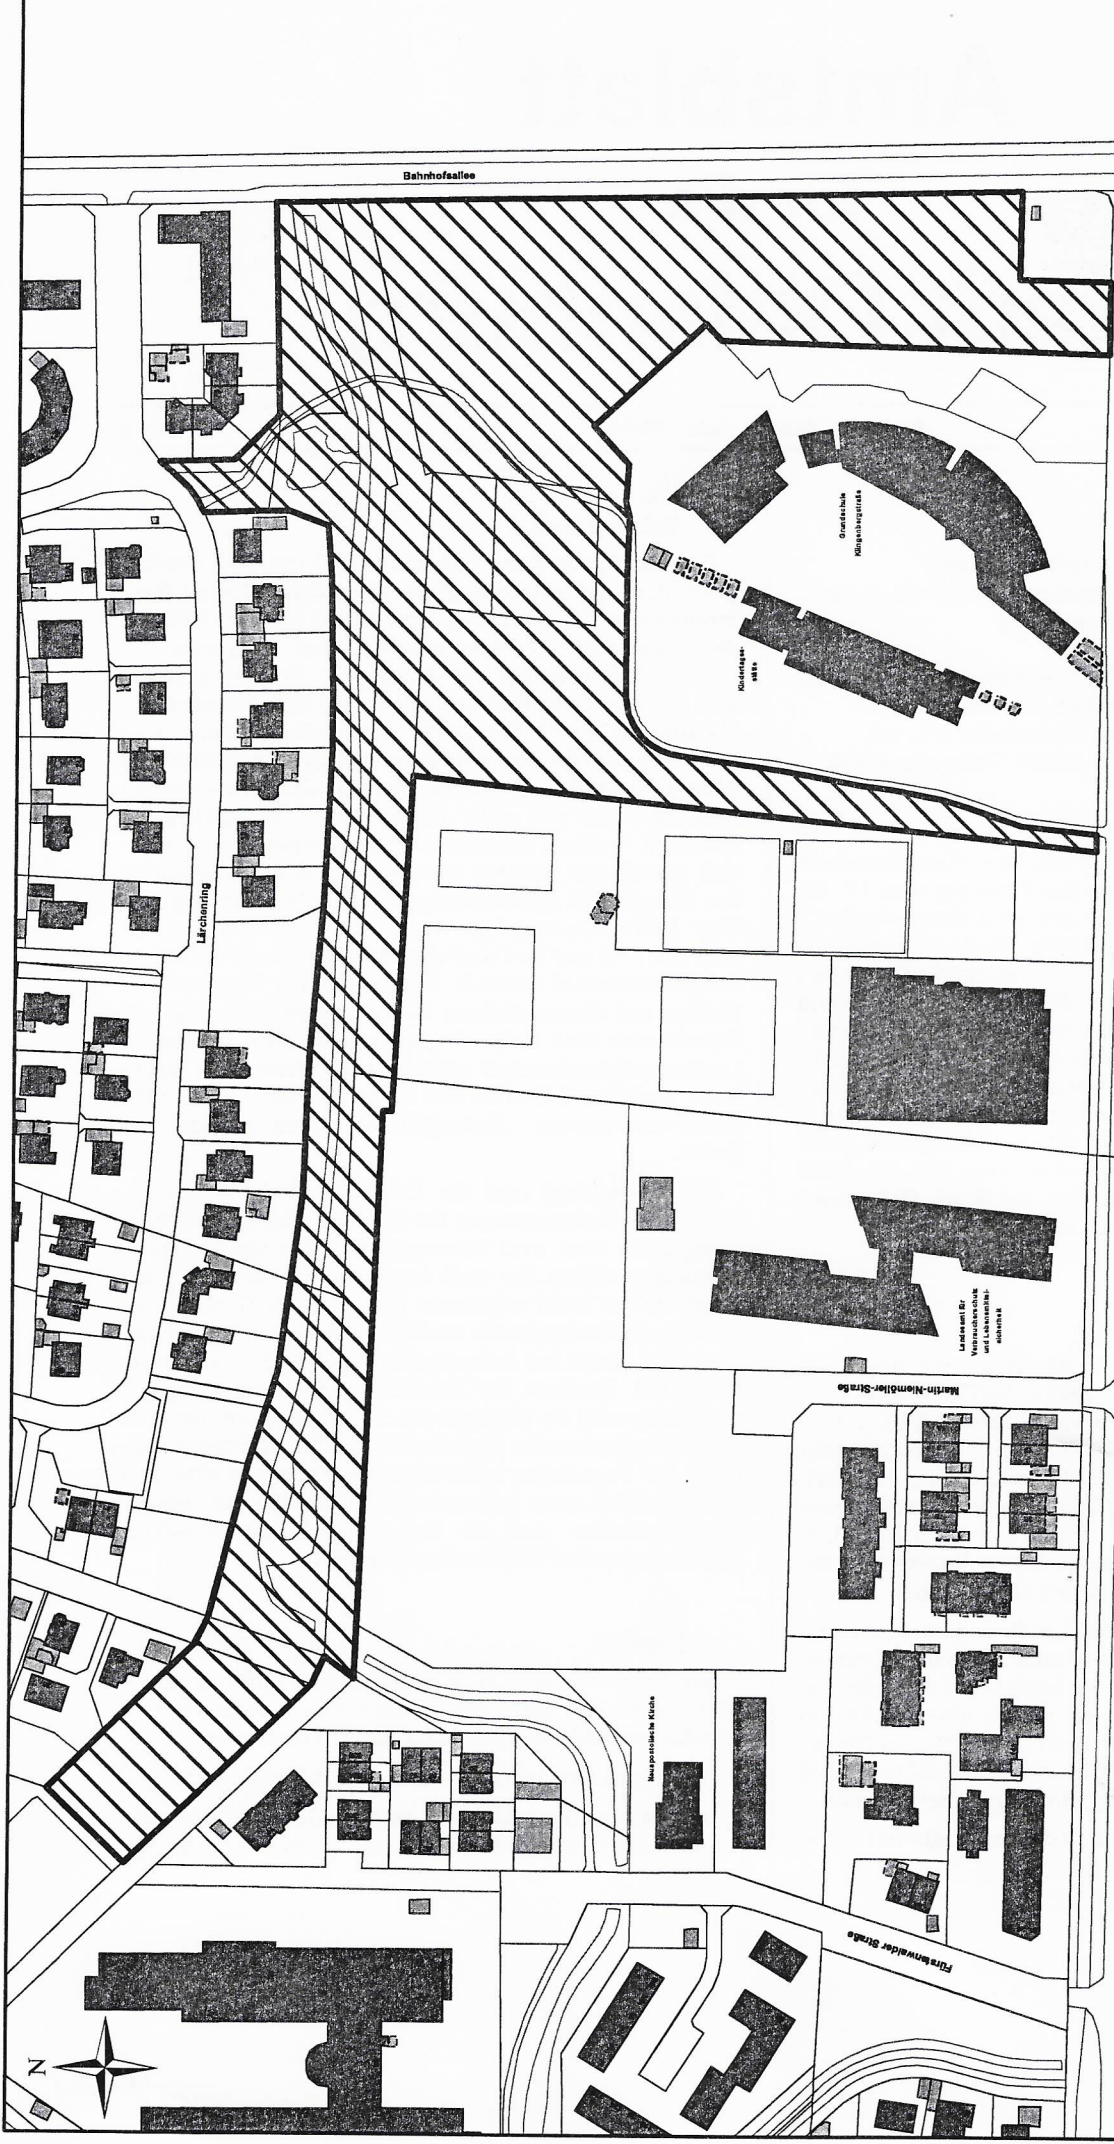 Bahnhofsallee
Grundschule
Klingenbergstraße
Kindertages-
stätte
Lärchenring
Landesamt für
Verbraucherschutz
und Lebensmittel-
sicherheit
Martin-Niemöller-Straße
Neuapostolische Kirche
Fürstenwalder Straße
N